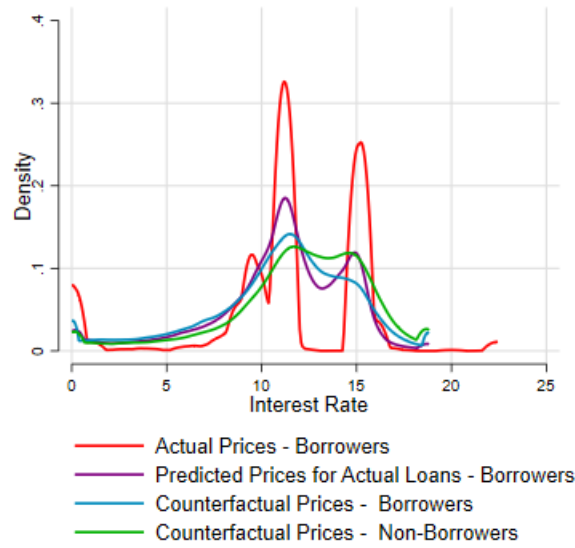 .4
.3
.2
.1
0
Density
0 5 10 15 20 25
Interest Rate
Actual Prices - Borrowers
Predicted Prices for Actual Loans - Borrowers
Counterfactual Prices - Borrowers
Counterfactual Prices - Non-Borrowers